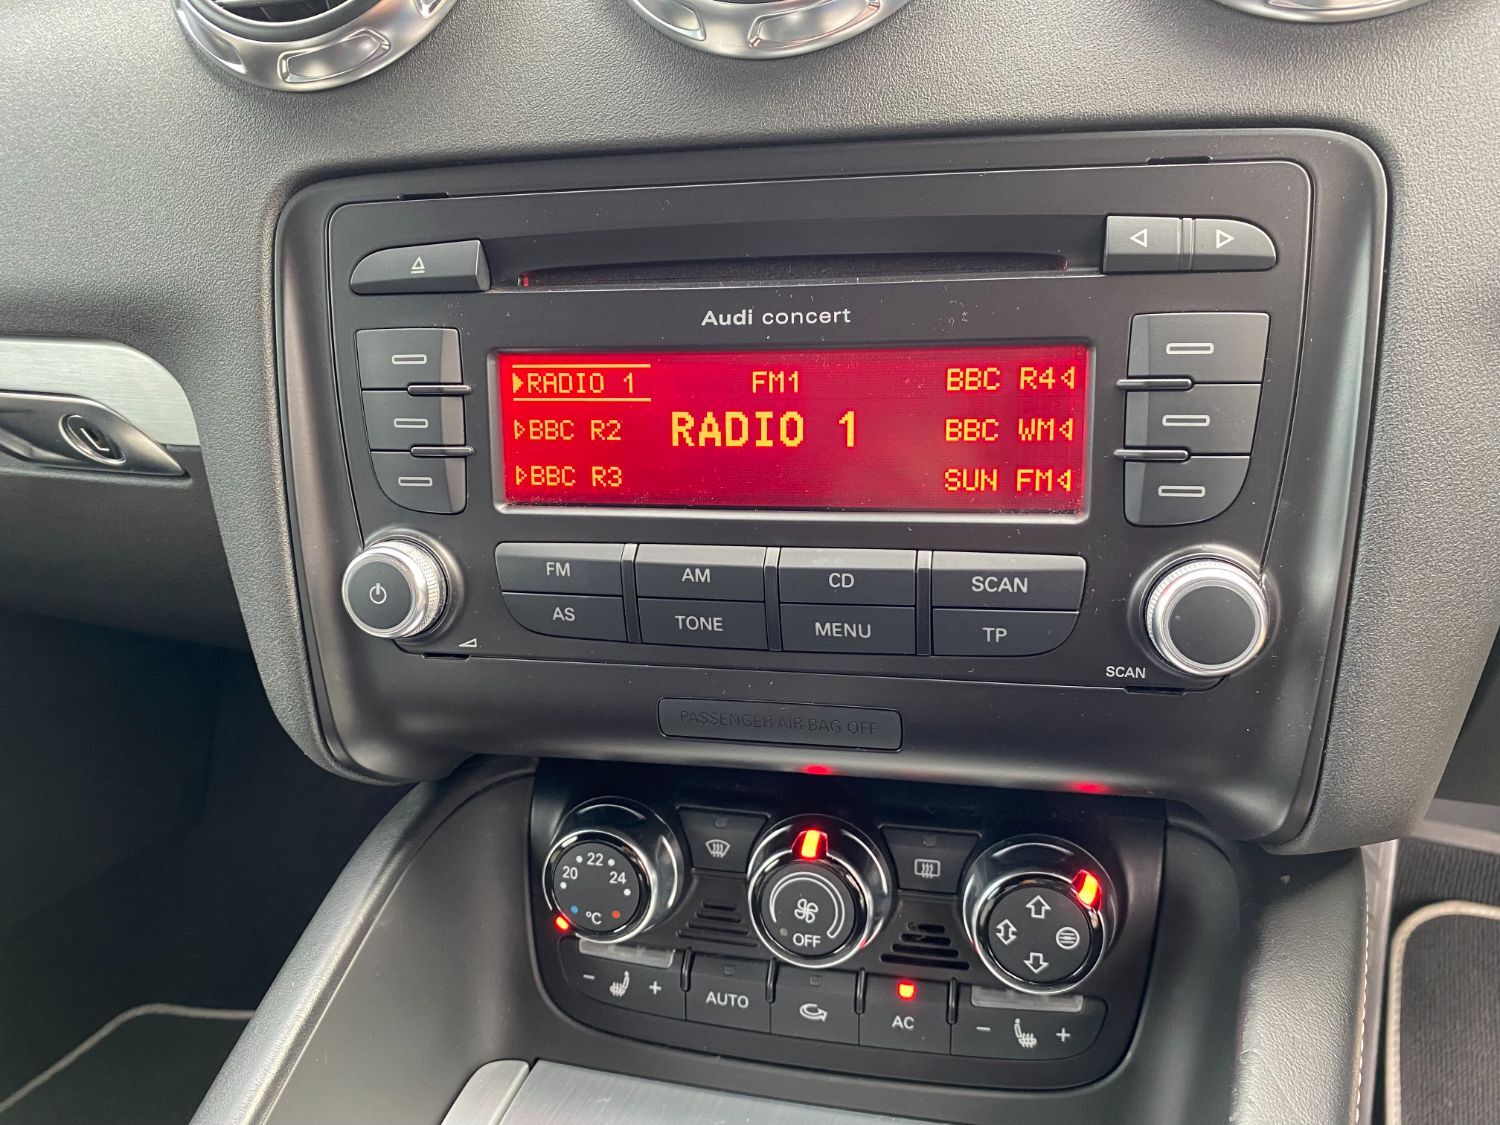 Audi concert
RADIO 1 FM1 BBC R4
BBC R2 RADIO 1 BBC WM
BBC R3 SUN FM
FM AM CD SCAN
AS TONE MENU TP
SCAN
PASSENGER AIR BAG OFF
20 22 24
°C
OFF
AUTO
AC